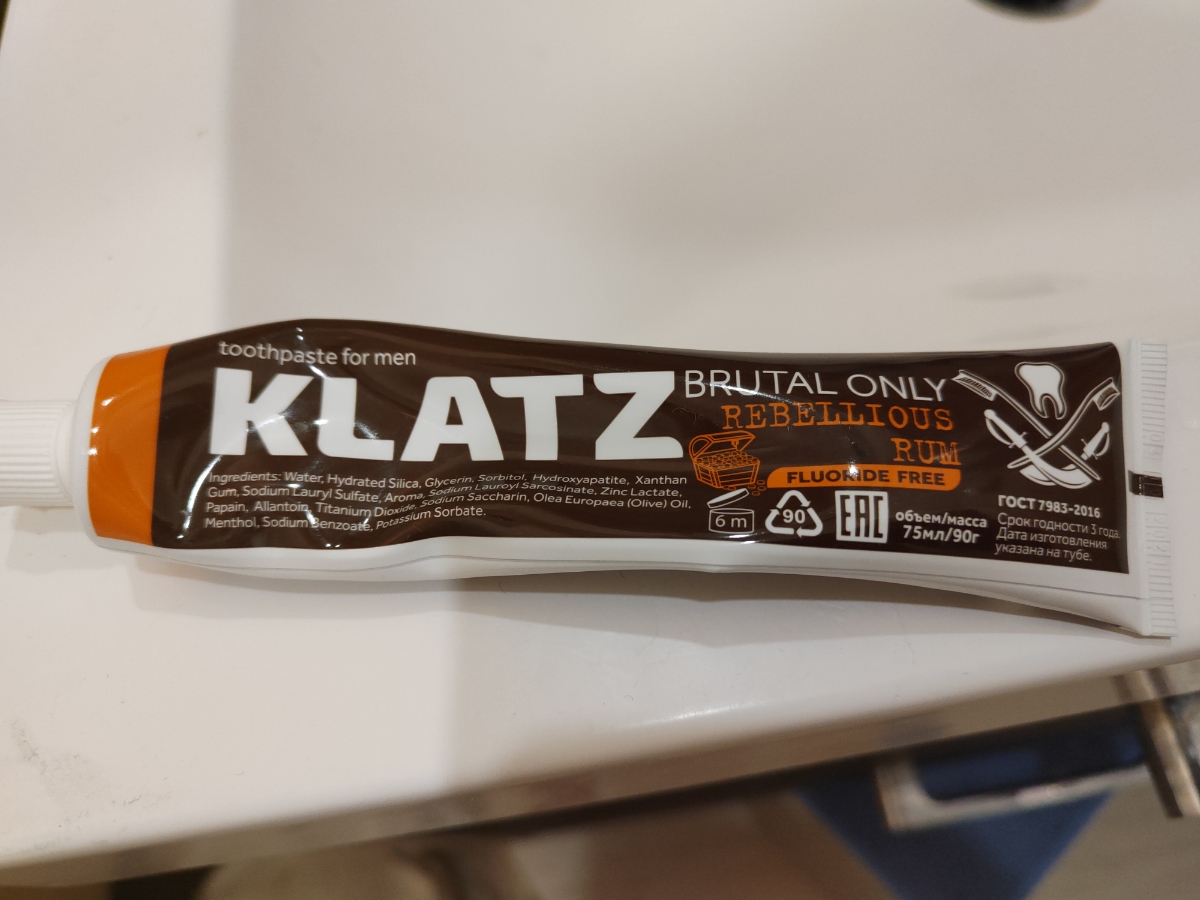 toothpaste for men
KLATZ
BRUTAL ONLY
REBELLIOUS
RUM
FLUORIDE FREE
Ingredients: Water, Hydrated Silica, Glycerin, Sorbitol, Hydroxyapatite, Xanthan
Gum, Sodium Lauryl Sulfate, Aroma, Sodium Lauroyl Sarcosinate, Zinc Lactate,
Papain, Allantoin, Titanium Dioxide, Sodium Saccharin, Olea Europaea (Olive) Oil,
Menthol, Sodium Benzoate, Potassium Sorbate.
6 m
90
EAC
объем/масса
75мл/90г
ГОСТ 7983-2016
Срок годности 3 года.
Дата изготовления
указана на тубе.